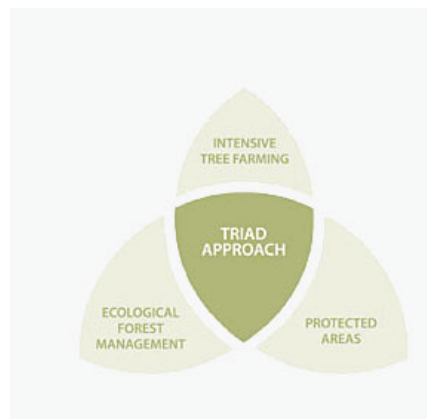 INTENSIVE
TREE FARMING
TRIAD
APPROACH
ECOLOGICAL
FOREST
MANAGEMENT
PROTECTED
AREAS